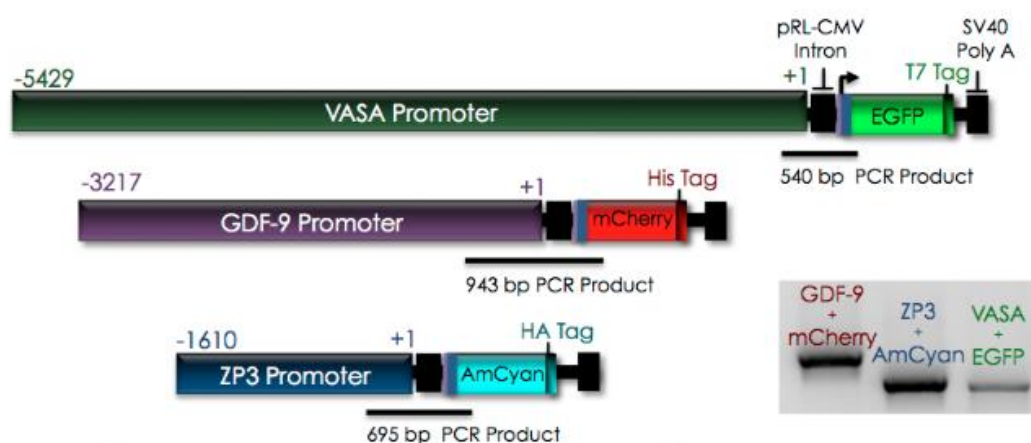 pRL-CMV
Intron
SV40
Poly A
-5429
+1
T7 Tag
VASA Promoter
EGFP
540 bp PCR Product
-3217
+1
His Tag
GDF-9 Promoter
mCherry
943 bp PCR Product
-1610
+1
HA Tag
ZP3 Promoter
AmCyan
695 bp PCR Product
GDF-9
+
mCherry
ZP3
+
AmCyan
VASA
+
EGFP